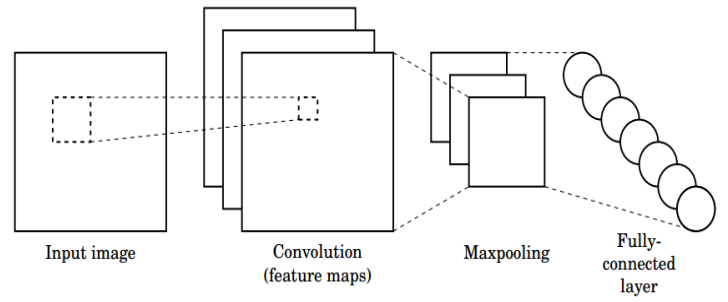 Input image
Convolution
(feature maps)
Maxpooling
Fully-
connected
layer